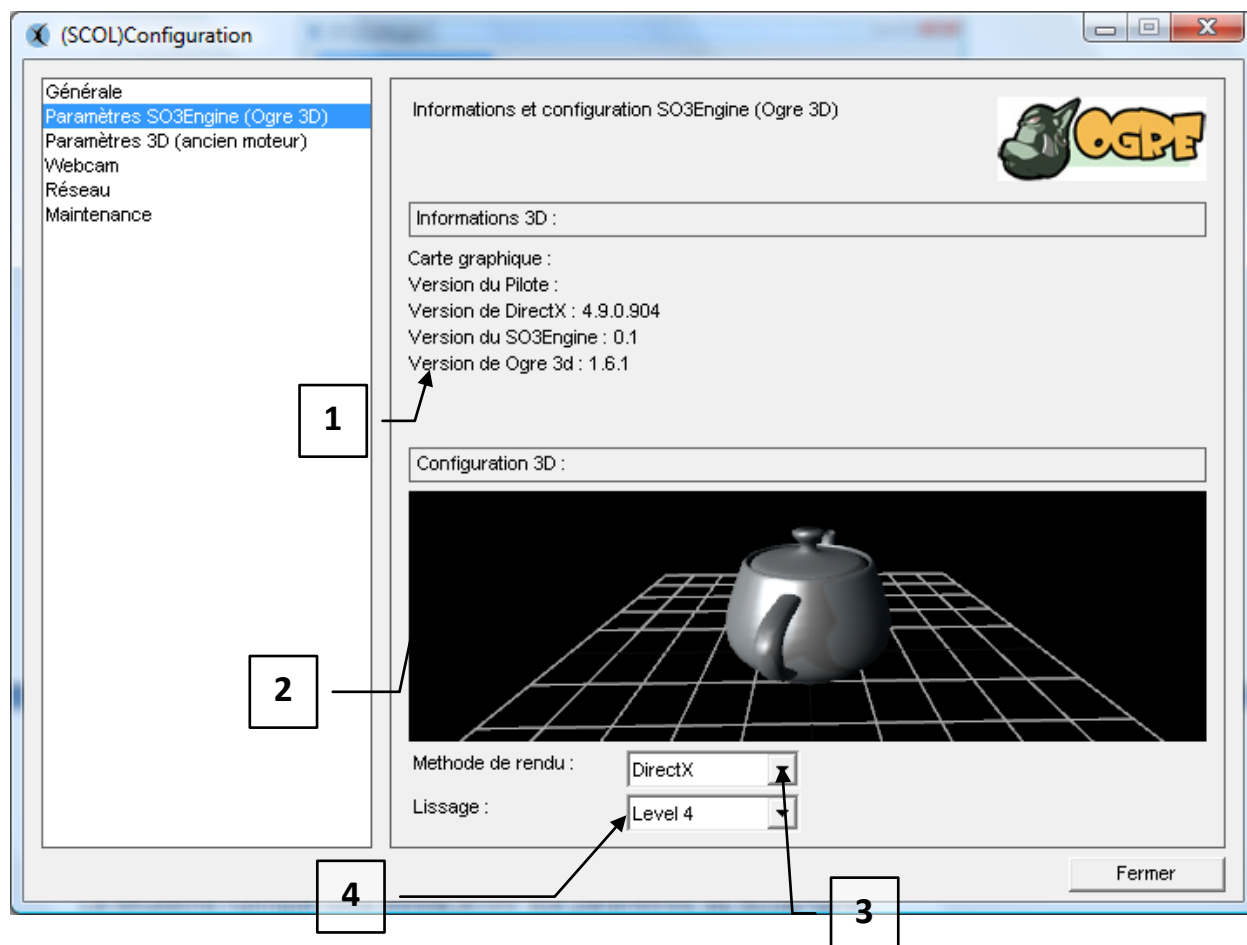 (SCOL)Configuration
Générale
Paramètres SO3Engine (Ogre 3D)
Paramètres 3D (ancien moteur)
Webcam
Réseau
Maintenance
Informations et configuration SO3Engine (Ogre 3D)
OGRE
Informations 3D :
Carte graphique :
Version du Pilote :
Version de DirectX : 4.9.0.904
Version du SO3Engine : 0.1
Version de Ogre 3d : 1.6.1
1
Configuration 3D :
2
Methode de rendu :
DirectX
Lissage :
Level 4
Fermer
4
3